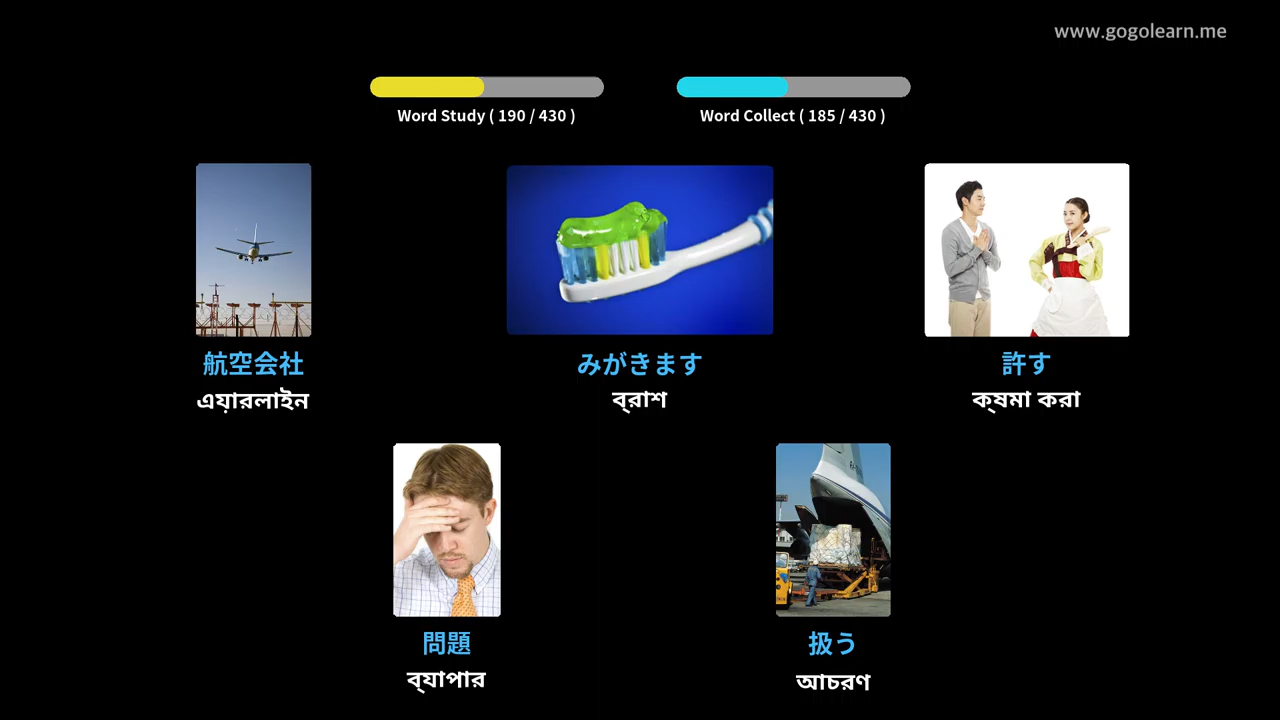 www.gogolearn.me
Word Study ( 190 / 430 )
Word Collect ( 185 / 430 )
航空会社
এয়ারলাইন
みがきます
ব্রাশ
許す
ক্ষমা করা
問題
ব্যাপার
扱う
আচরণ